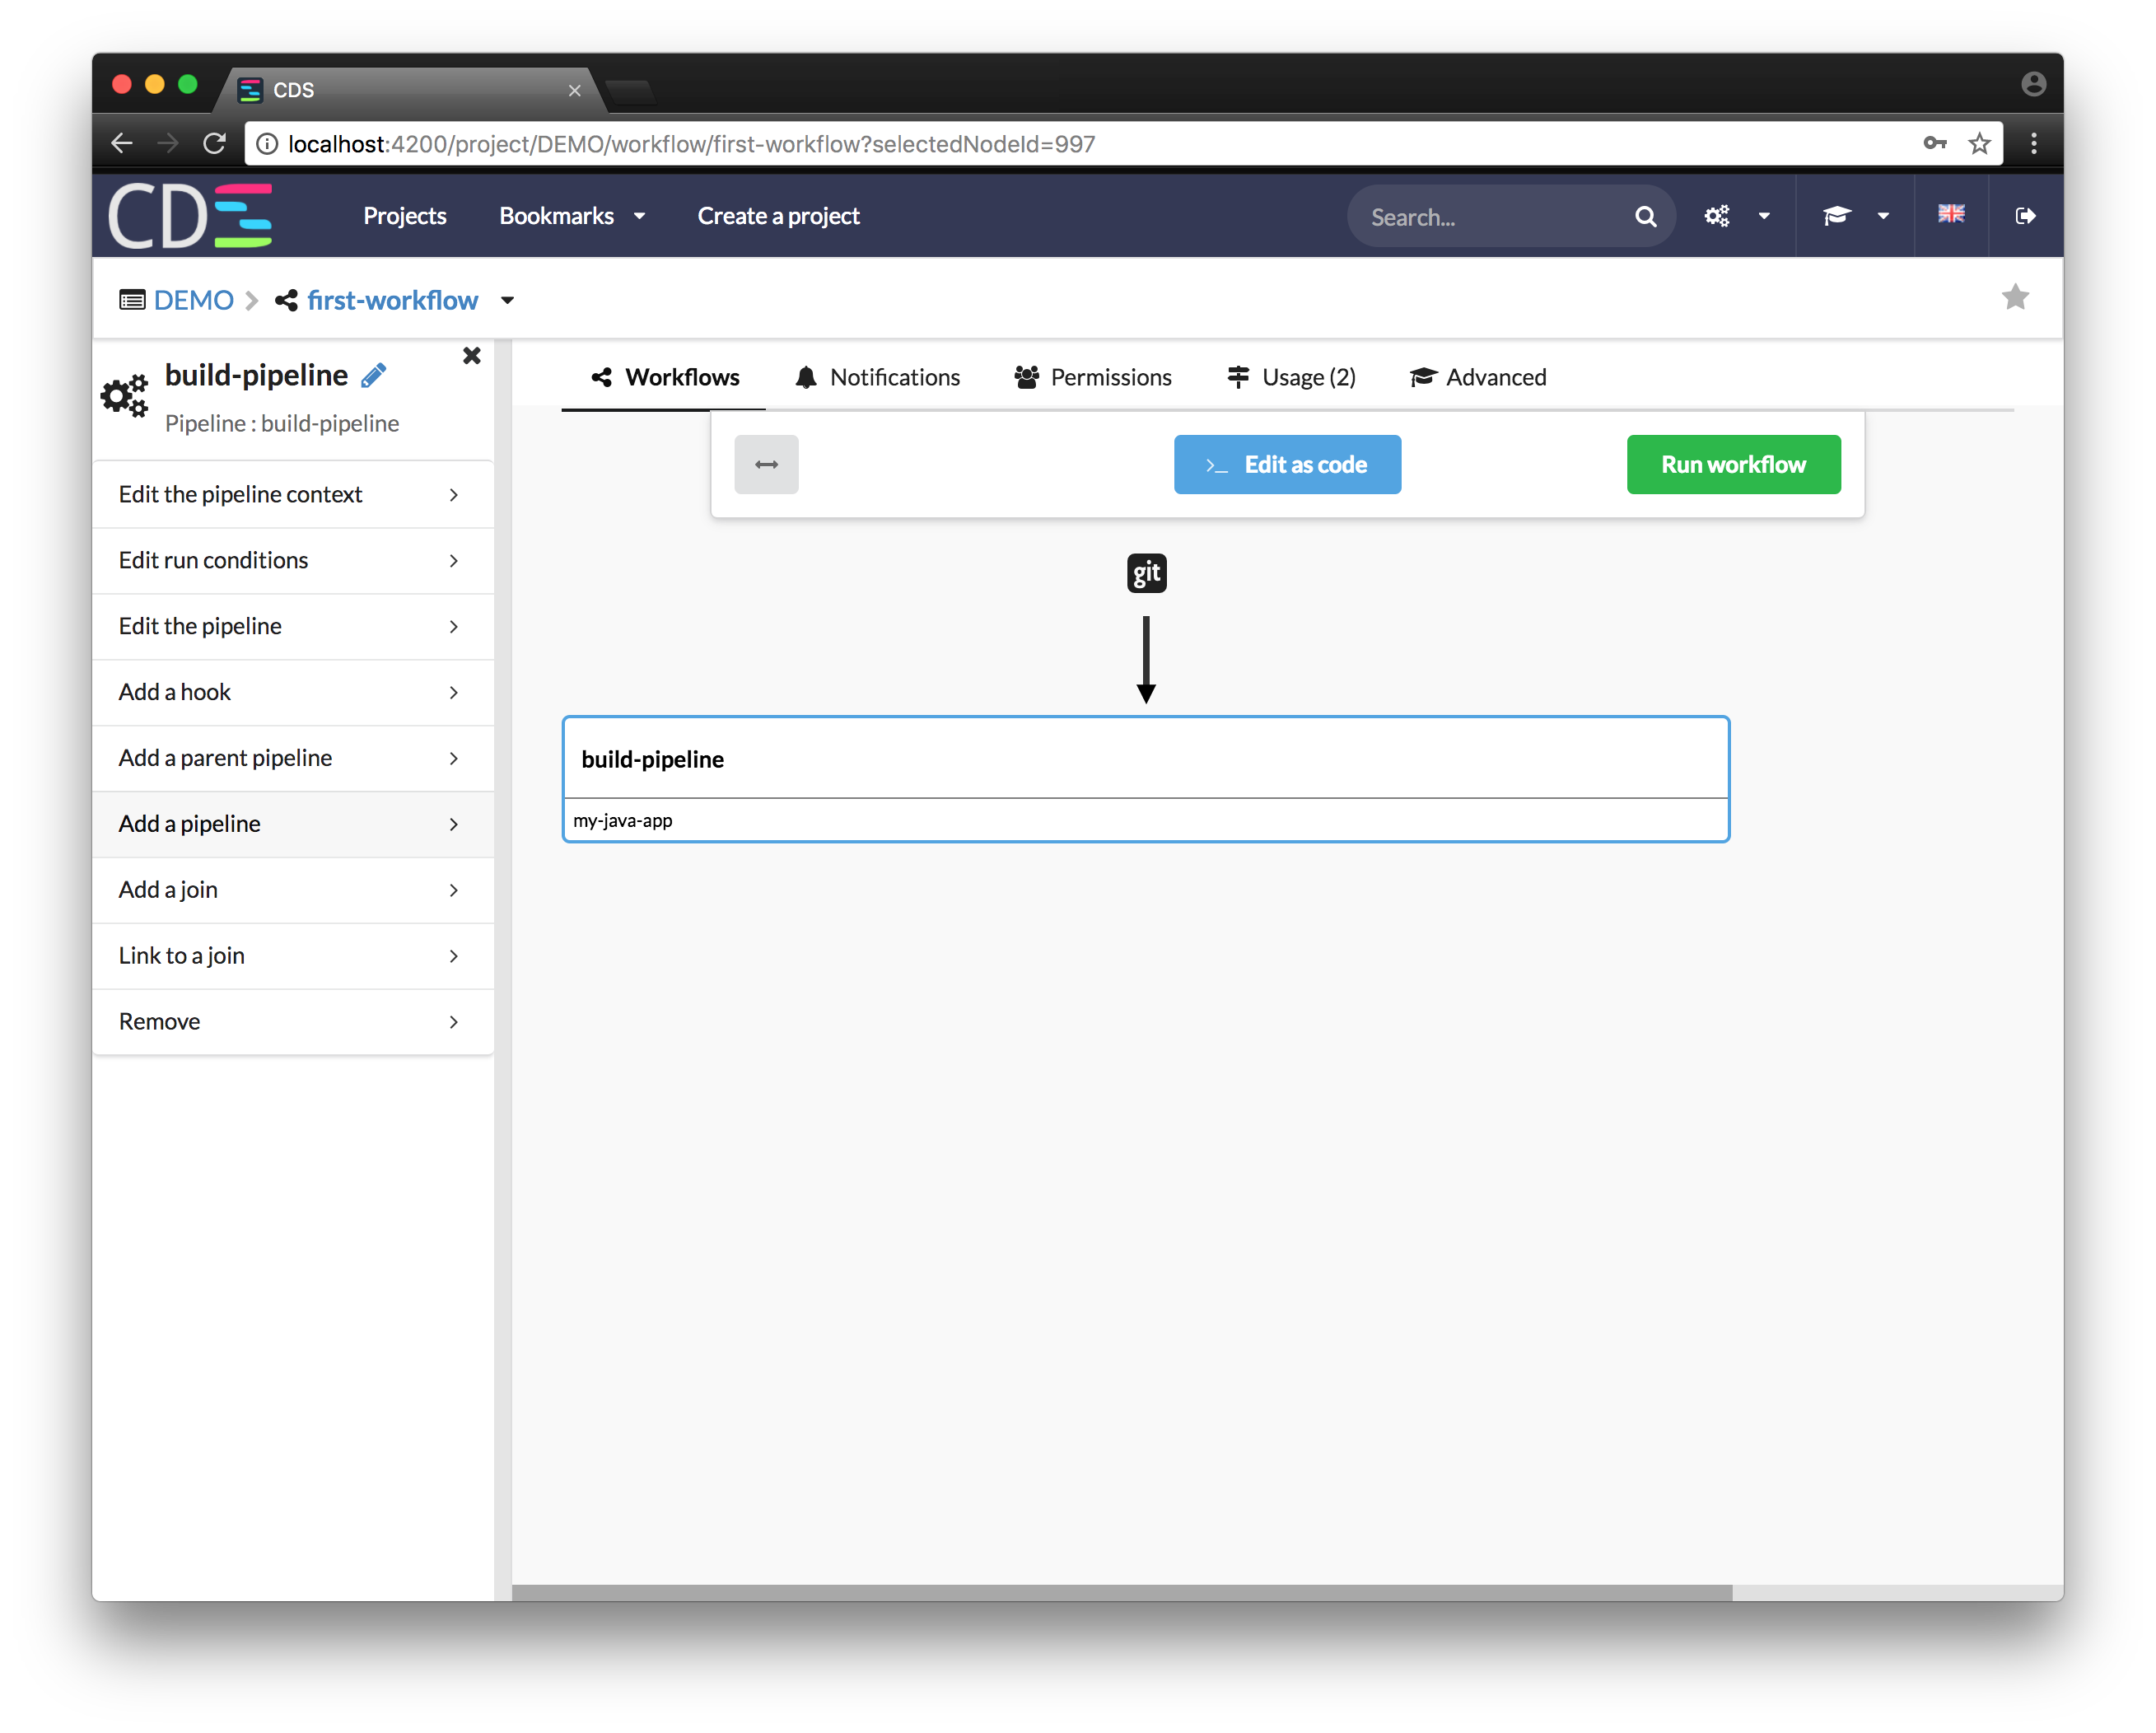 CDS
localhost:4200/project/DEMO/workflow/first-workflow?selectedNodeId=997
CDS Projects Bookmarks Create a project Search...
DEMO first-workflow
build-pipeline
Pipeline : build-pipeline
Edit the pipeline context
Edit run conditions
Edit the pipeline
Add a hook
Add a parent pipeline
Add a pipeline
Add a join
Link to a join
Remove
Workflows Notifications Permissions Usage (2) Advanced
>_ Edit as code Run workflow
git
build-pipeline
my-java-app